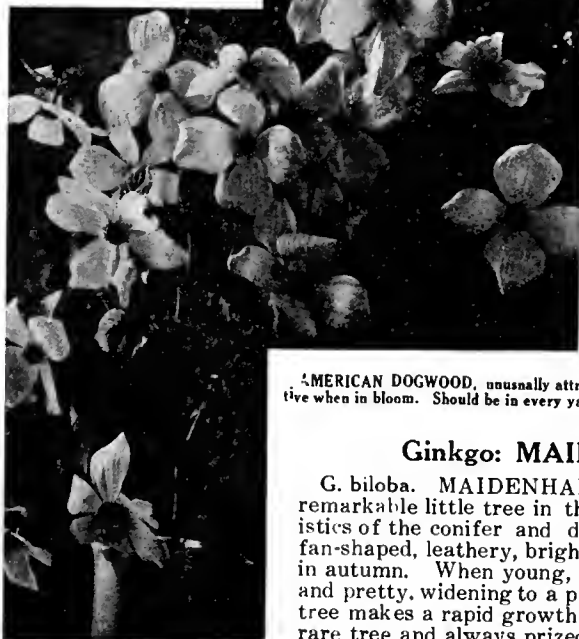 AMERICAN DOGWOOD, unusually attr
tive when in bloom. Should be in every ya
Ginkgo: MAI
G. biloba. MAIDENHA
remarkable little tree in th
istics of the conifer and d
fan-shaped, leathery, brigh
in autumn. When young,
and pretty, widening to a p
tree makes a rapid growth
rare tree and always prized